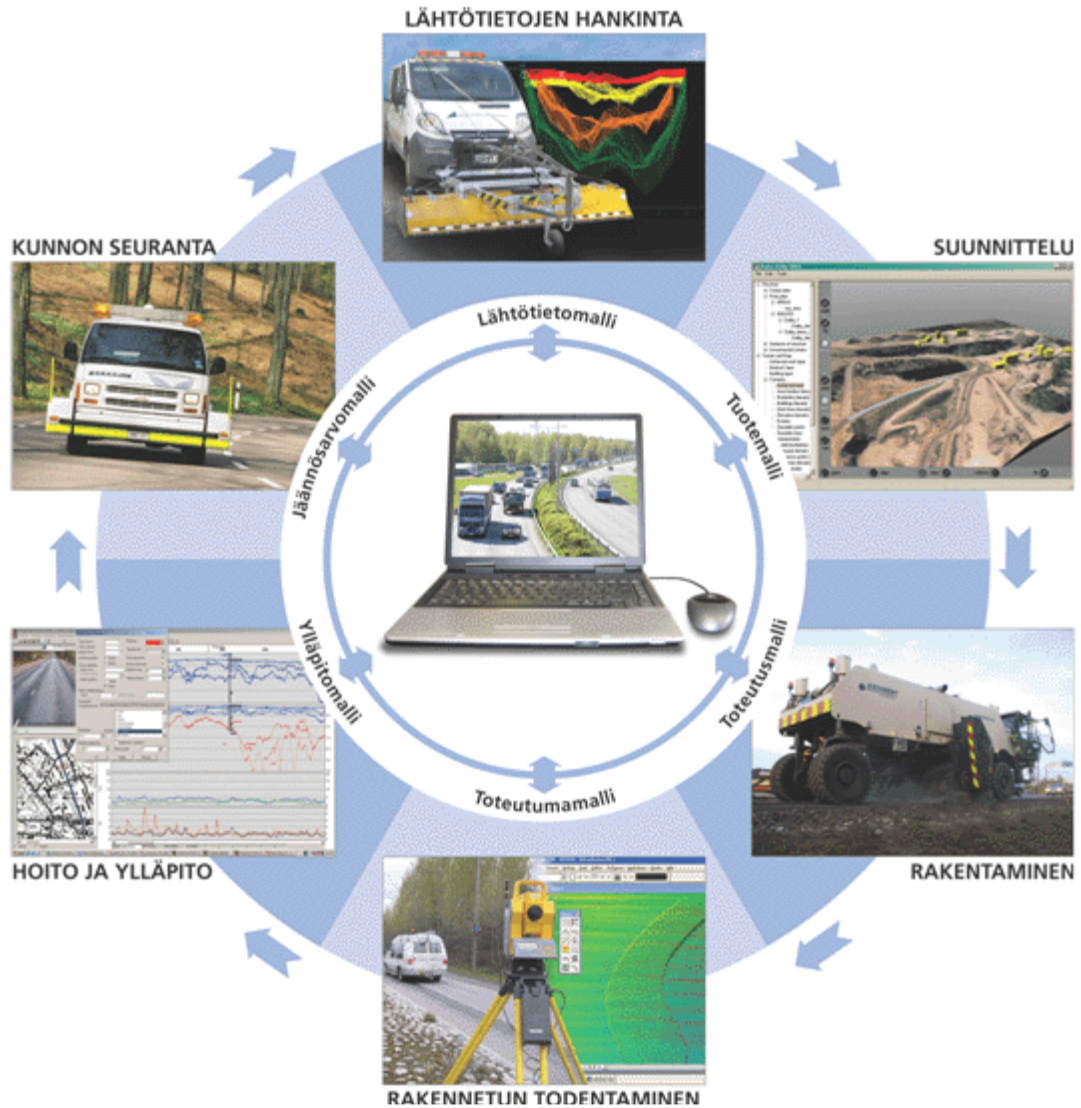 LÄHTÖTIETOJEN HANKINTA
KUNNON SEURANTA
SUUNNITTELU
Lähtötietomalli
Jäännösarvomalli
Tuotemalli
Ylläpitomalli
Toteutusmalli
Toteutumamalli
HOITO JA YLLÄPITO
RAKENTAMINEN
RAKENNETUN TODENTAMINEN